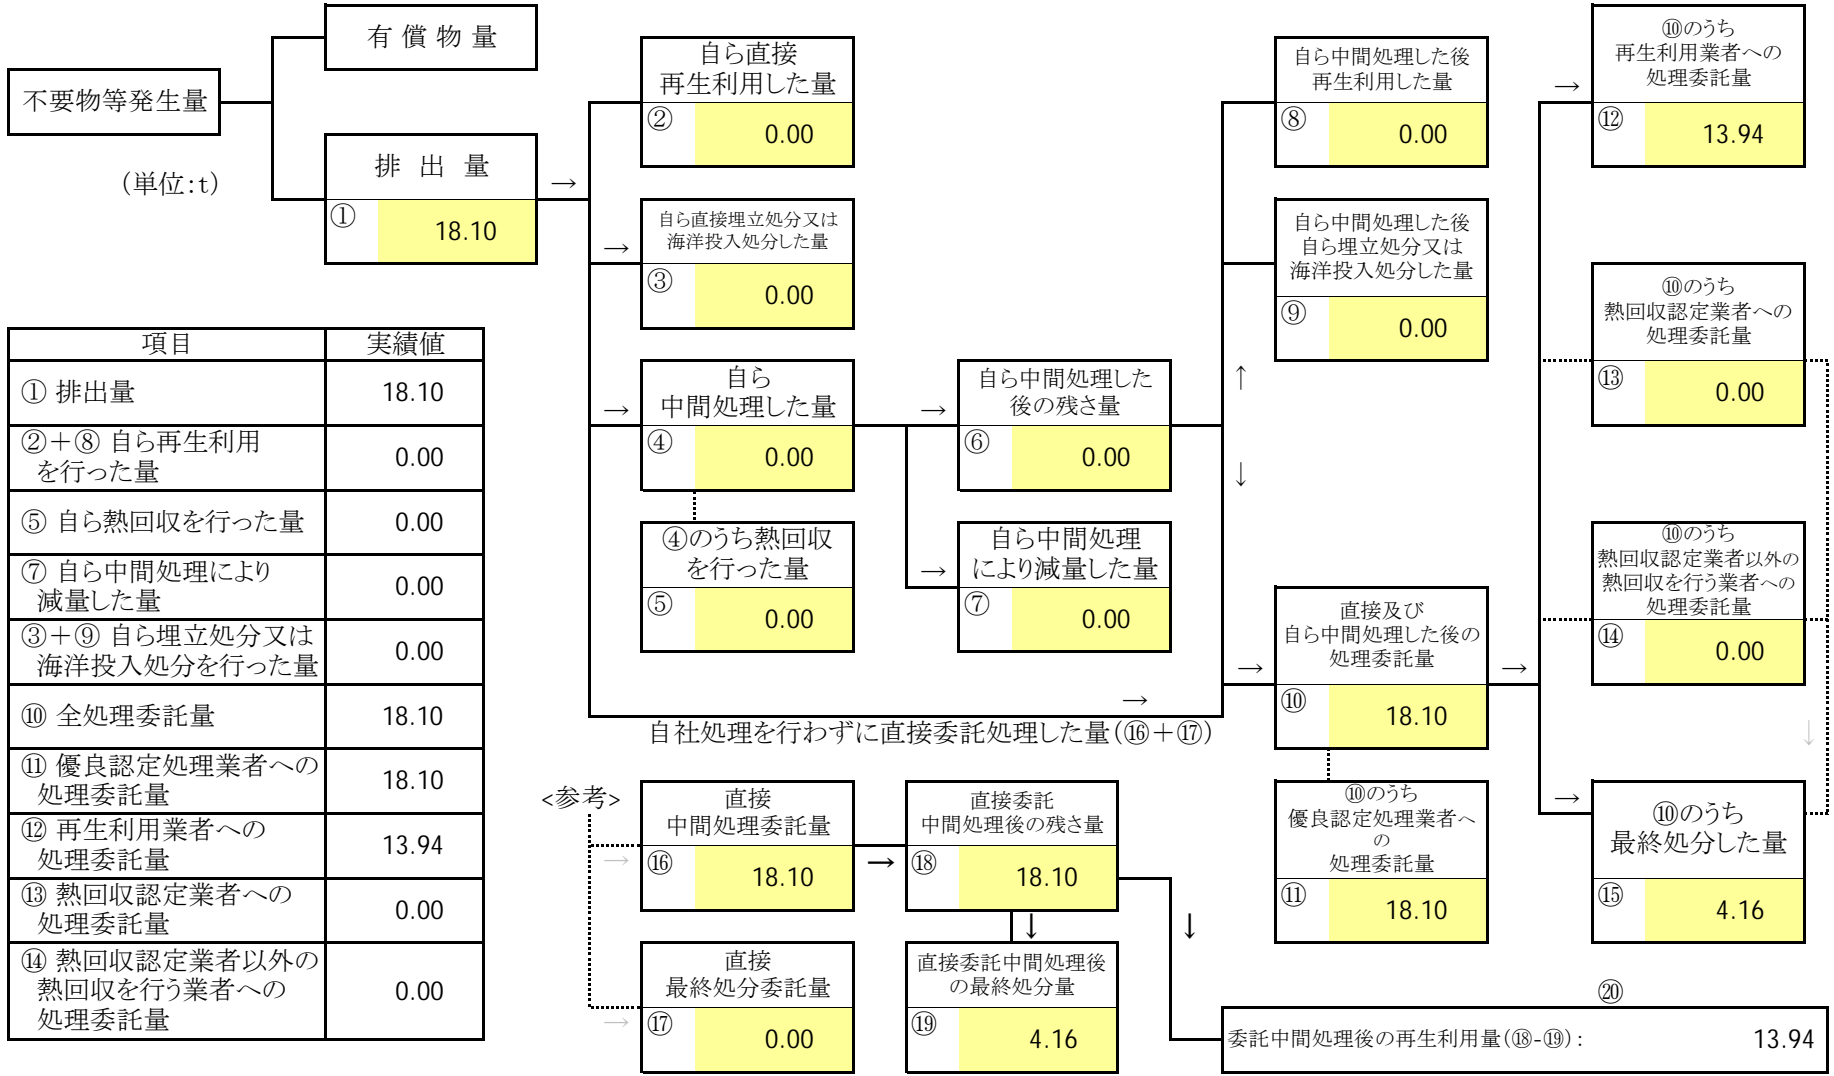 不要物等発生量
(単位:t)
有 償 物 量
排 出 量
→
① 18.10
自ら直接
再生利用した量
② 0.00
→
自ら直接埋立処分又は
海洋投入処分した量
③ 0.00
→
自ら
中間処理した量
④ 0.00
④のうち熱回収
を行った量
⑤ 0.00
→
自ら中間処理した
後の残さ量
⑥ 0.00
→
自ら中間処理
により減量した量
⑦ 0.00
自ら中間処理した後
再生利用した量
⑧ 0.00
自ら中間処理した後
自ら埋立処分又は
海洋投入処分した量
⑨ 0.00
↑
↓
→
自社処理を行わずに直接委託処理した量(⑯+⑰)
→
直接及び
自ら中間処理した後の
処理委託量
⑩ 18.10
⑩のうち
優良認定処理業者へ
の
処理委託量
⑪ 18.10
→
→
⑩のうち
再生利用業者への
処理委託量
⑫ 13.94
⑩のうち
熱回収認定業者への
処理委託量
⑬ 0.00
⑩のうち
熱回収認定業者以外の
熱回収を行う業者への
処理委託量
⑭ 0.00
↓
→
⑩のうち
最終処分した量
⑮ 4.16
項目 実績値
① 排出量 18.10
②+⑧ 自ら再生利用
を行った量 0.00
⑤ 自ら熱回収を行った量 0.00
⑦ 自ら中間処理により
減量した量 0.00
③+⑨ 自ら埋立処分又は
海洋投入処分を行った量 0.00
⑩ 全処理委託量 18.10
⑪ 優良認定処理業者への
処理委託量 18.10
⑫ 再生利用業者への
処理委託量 13.94
⑬ 熱回収認定業者への
処理委託量 0.00
⑭ 熱回収認定業者以外の
熱回収を行う業者への
処理委託量 0.00
<参考>
→
直接
中間処理委託量
⑯ 18.10
→
直接
最終処分委託量
⑰ 0.00
→
直接委託
中間処理後の残さ量
⑱ 18.10
↓
直接委託中間処理後
の最終処分量
⑲ 4.16
↓
⑳
委託中間処理後の再生利用量(⑱-⑲): 13.94